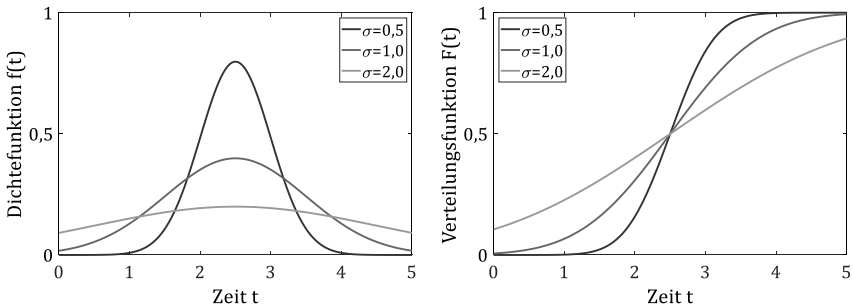 Dichtefunktion f(t)
1
0,5
0
σ=0,5
σ=1,0
σ=2,0
0 1 2 3 4 5
Zeit t
Verteilungsfunktion F(t)
1
0,5
0
σ=0,5
σ=1,0
σ=2,0
0 1 2 3 4 5
Zeit t